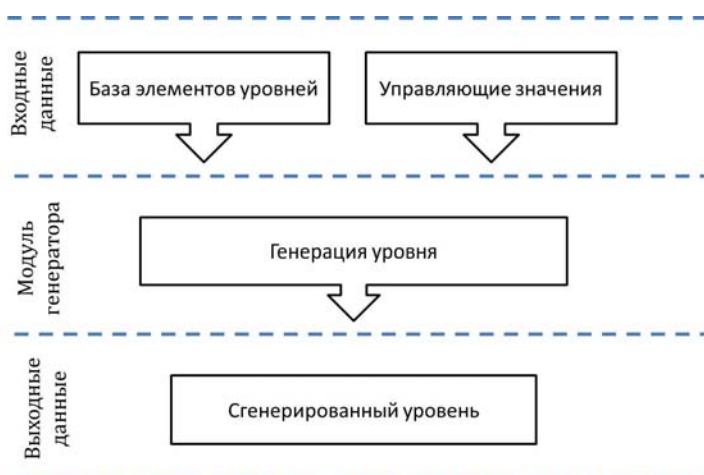 Входные
данные
База элементов уровней
Управляющие значения
Модуль
генератора
Генерация уровня
Выходные
данные
Сгенерированный уровень